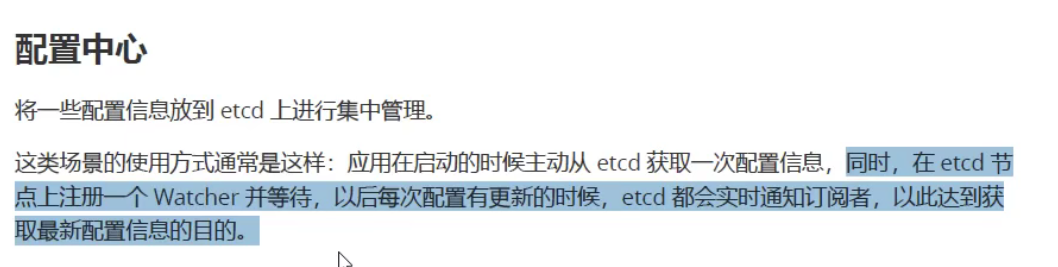 配置中心
将一些配置信息放到 etcd 上进行集中管理。
这类场景的使用方式通常是这样：应用在启动的时候主动从 etcd 获取一次配置信息，同时，在 etcd 节
点上注册一个 Watcher 并等待，以后每次配置有更新的时候，etcd 都会实时通知订阅者，以此达到获
取最新配置信息的目的。